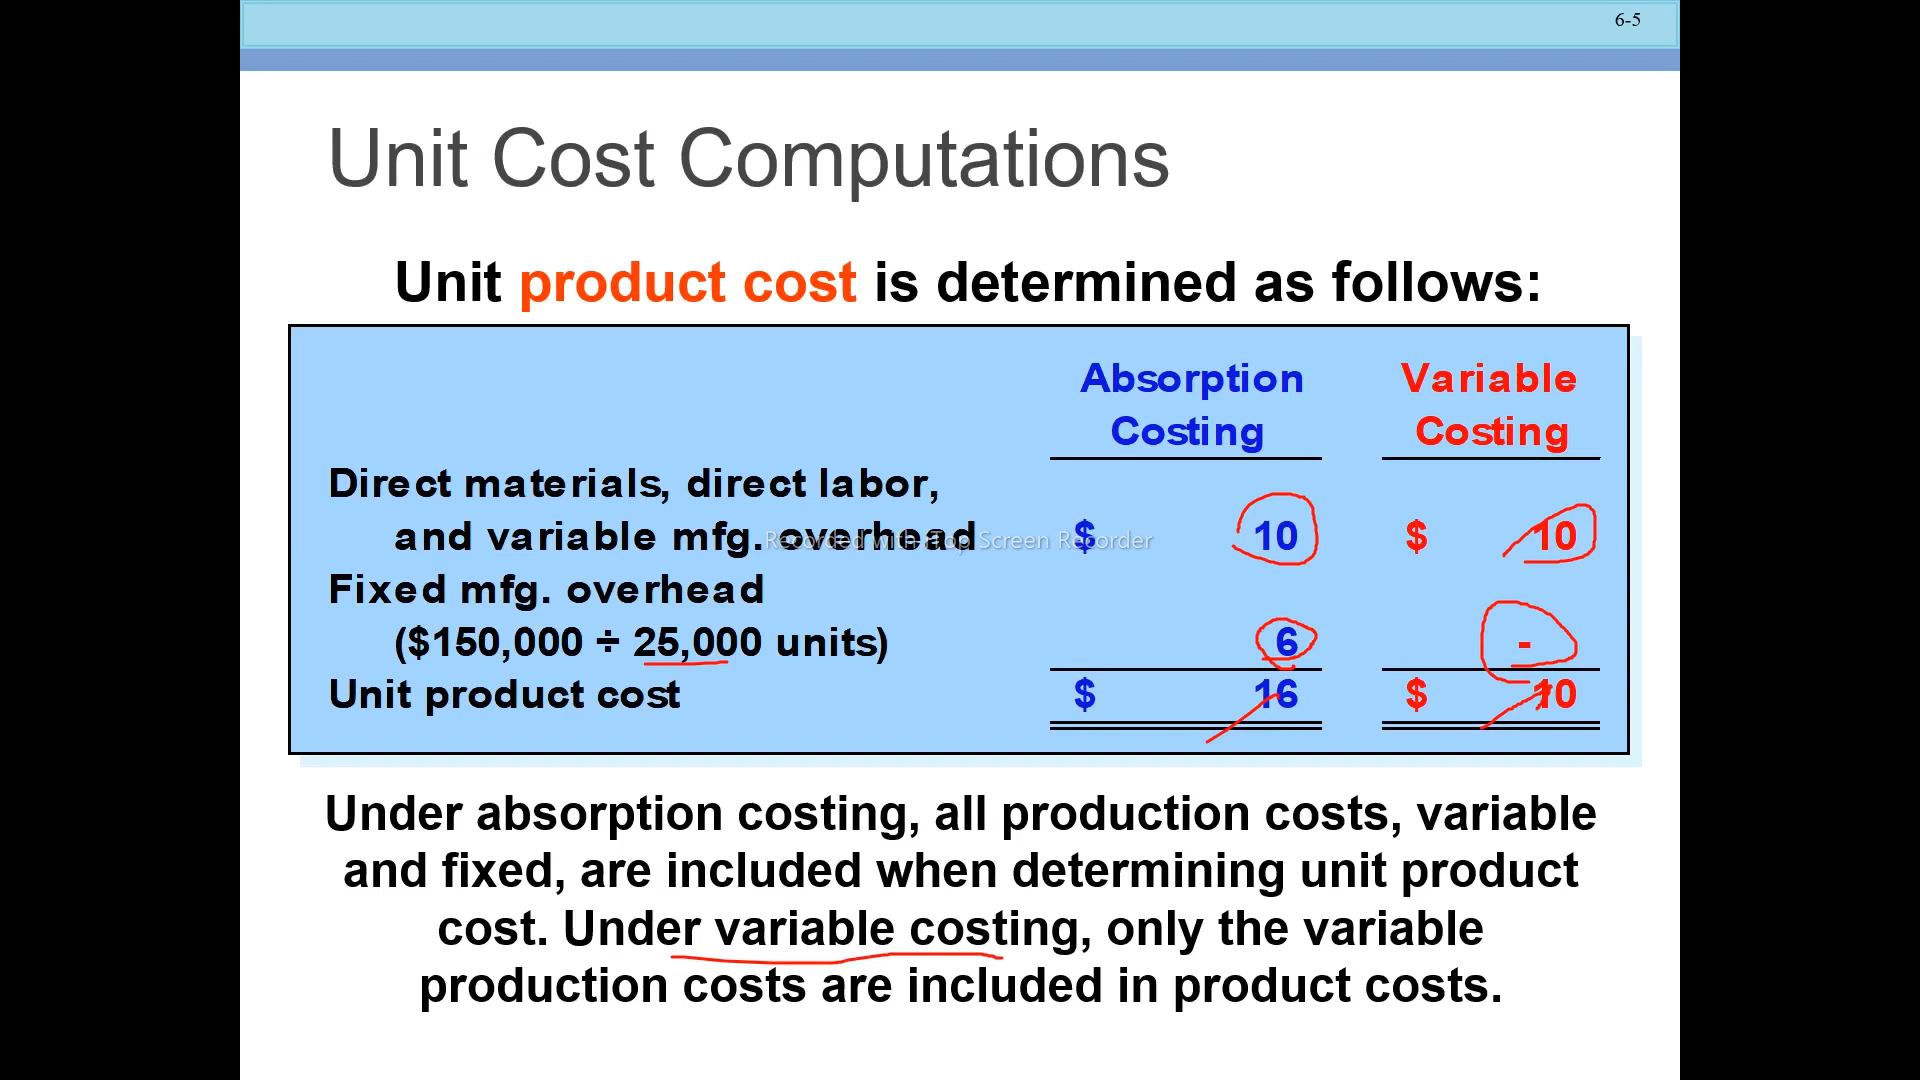 6-5
Unit Cost Computations
Unit product cost is determined as follows:
Absorption Variable
Costing Costing
Direct materials, direct labor,
and variable mfg. overhead $ 10 $ 10
Fixed mfg. overhead
($150,000 ÷ 25,000 units) 6 -
Unit product cost $ 16 $ 10
Recorded with iTop Screen Recorder
Under absorption costing, all production costs, variable
and fixed, are included when determining unit product
cost. Under variable costing, only the variable
production costs are included in product costs.